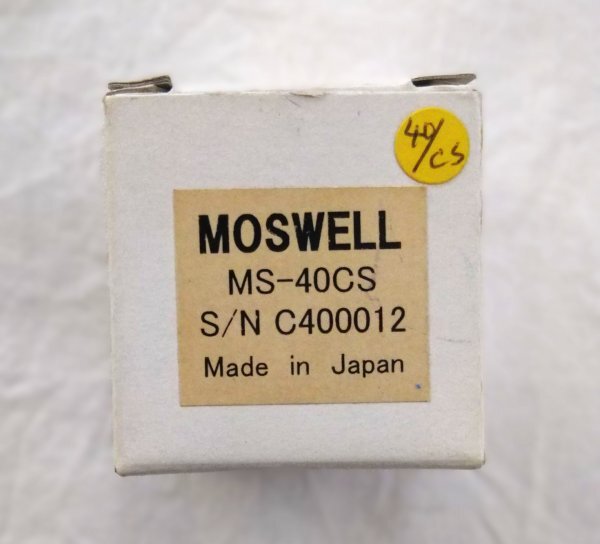 40/CS
MOSWELL
MS-40CS
S/N C400012
Made in Japan